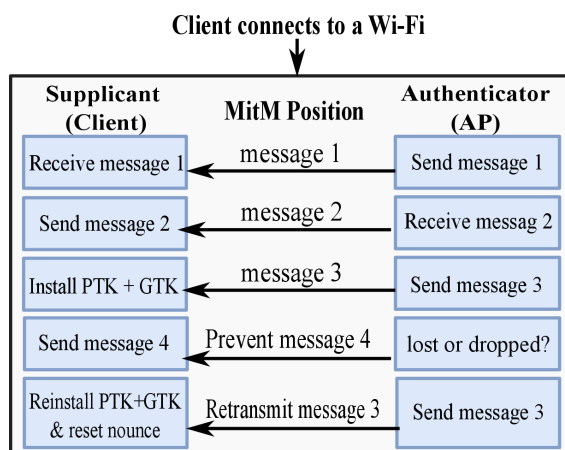 Client connects to a Wi-Fi
Supplicant
(Client)
MitM Position
Authenticator
(AP)
Receive message 1
message 1
Send message 1
Send message 2
message 2
Receive messag 2
Install PTK + GTK
message 3
Send message 3
Send message 4
Prevent message 4
lost or dropped?
Reinstall PTK+GTK
& reset nounce
Retransmit message 3
Send message 3